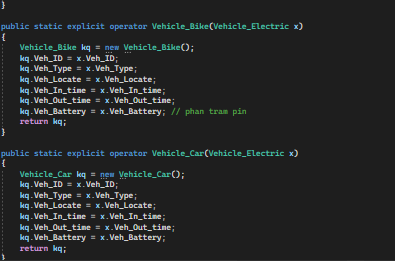 }
public static explicit operator Vehicle_Bike(Vehicle_Electric x)
{
Vehicle_Bike kq = new Vehicle_Bike();
kq.Veh_ID = x.Veh_ID;
kq.Veh_Type = x.Veh_Type;
kq.Veh_Locate = x.Veh_Locate;
kq.Veh_In_time = x.Veh_In_time;
kq.Veh_Out_time = x.Veh_Out_time;
kq.Veh_Battery = x.Veh_Battery; // phan tram pin
return kq;
}
public static explicit operator Vehicle_Car(Vehicle_Electric x)
{
Vehicle_Car kq = new Vehicle_Car();
kq.Veh_ID = x.Veh_ID;
kq.Veh_Type = x.Veh_Type;
kq.Veh_Locate = x.Veh_Locate;
kq.Veh_In_time = x.Veh_In_time;
kq.Veh_Out_time = x.Veh_Out_time;
kq.Veh_Battery = x.Veh_Battery;
return kq;
}